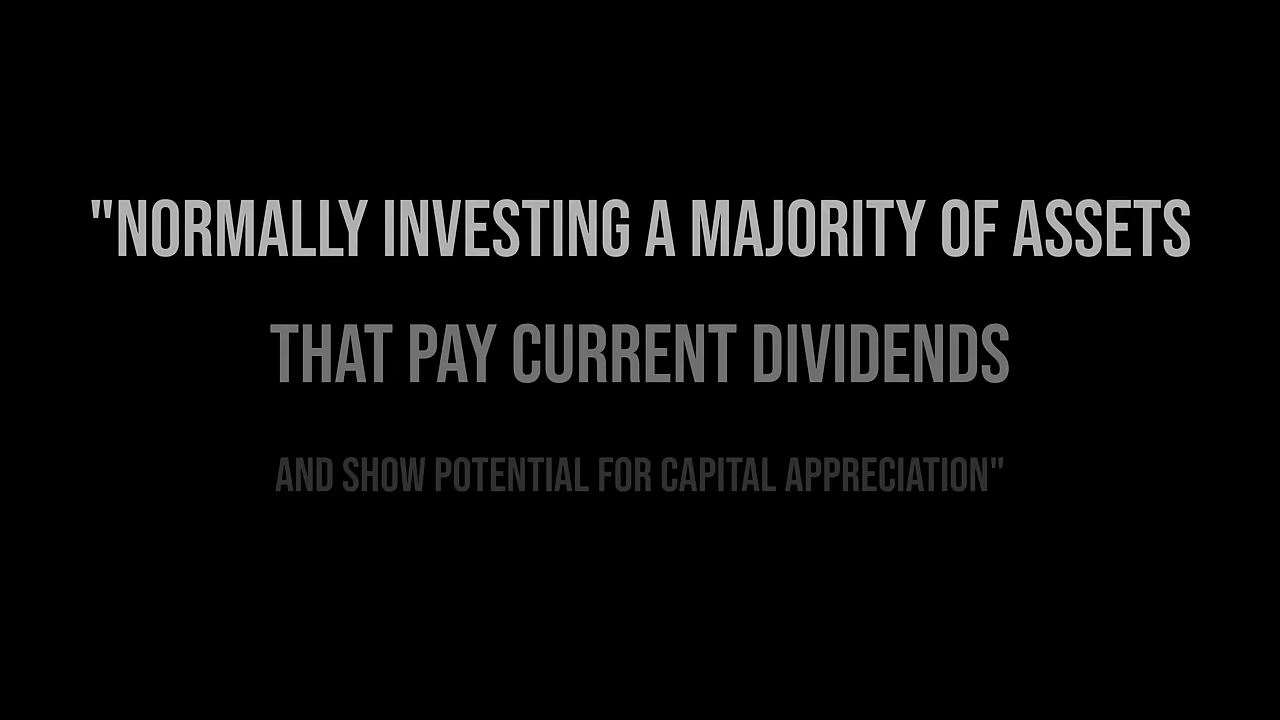 "NORMALLY INVESTING A MAJORITY OF ASSETS
THAT PAY CURRENT DIVIDENDS
AND SHOW POTENTIAL FOR CAPITAL APPRECIATION"